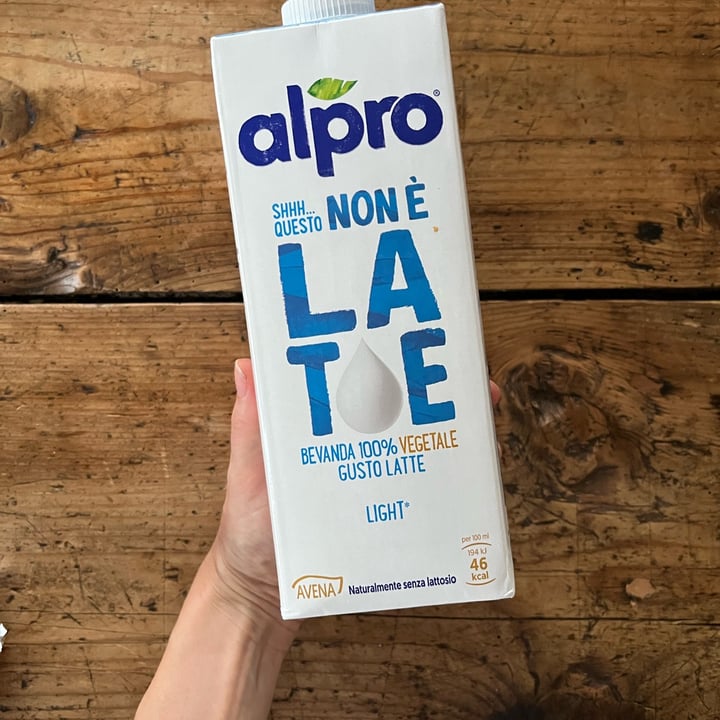 alpro®
SHHH...
QUESTO NON È
LA
T E
BEVANDA 100% VEGETALE
GUSTO LATTE
LIGHT*
per 100 ml
194 kJ
46
kcal
AVENA
Naturalmente senza lattosio